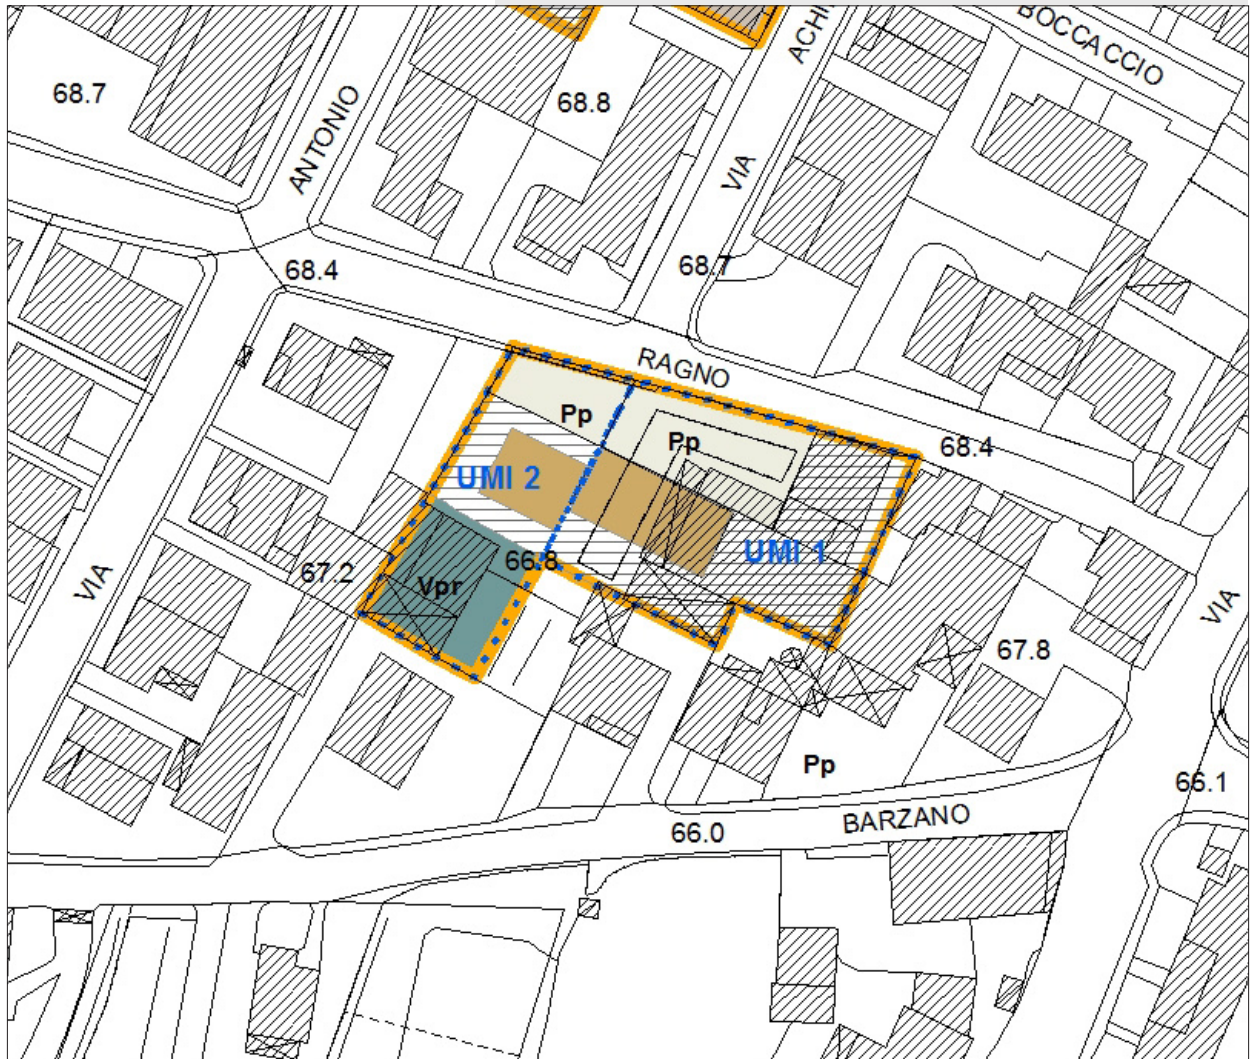 BOCCACCIO
ACHI
68.7
68.8
ANTONIO
VIA
68.4
68.7
RAGNO
Pp
Pp
68.4
UMI 2
UMI 1
66.8
67.2
Vpr
VIA
VIA
67.8
Pp
66.1
66.0
BARZANO